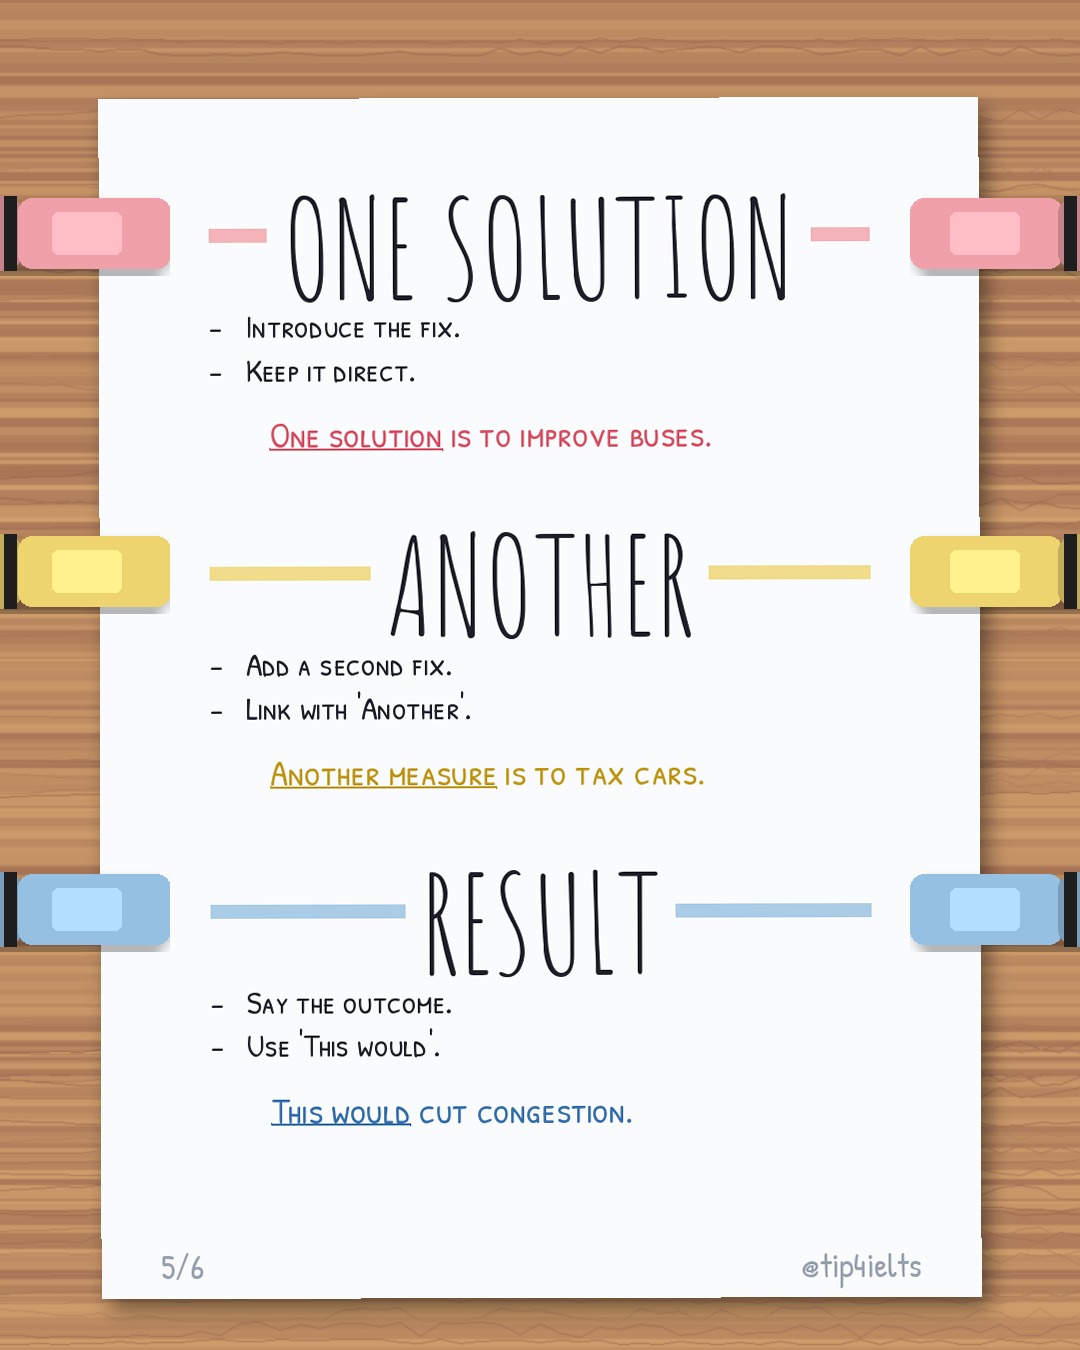 ONE SOLUTION
- Introduce the fix.
- Keep it direct.
One solution is to improve buses.
ANOTHER
- Add a second fix.
- Link with 'Another'.
Another measure is to tax cars.
RESULT
- Say the outcome.
- Use 'This would'.
This would cut congestion.
5/6
@tip4ielts